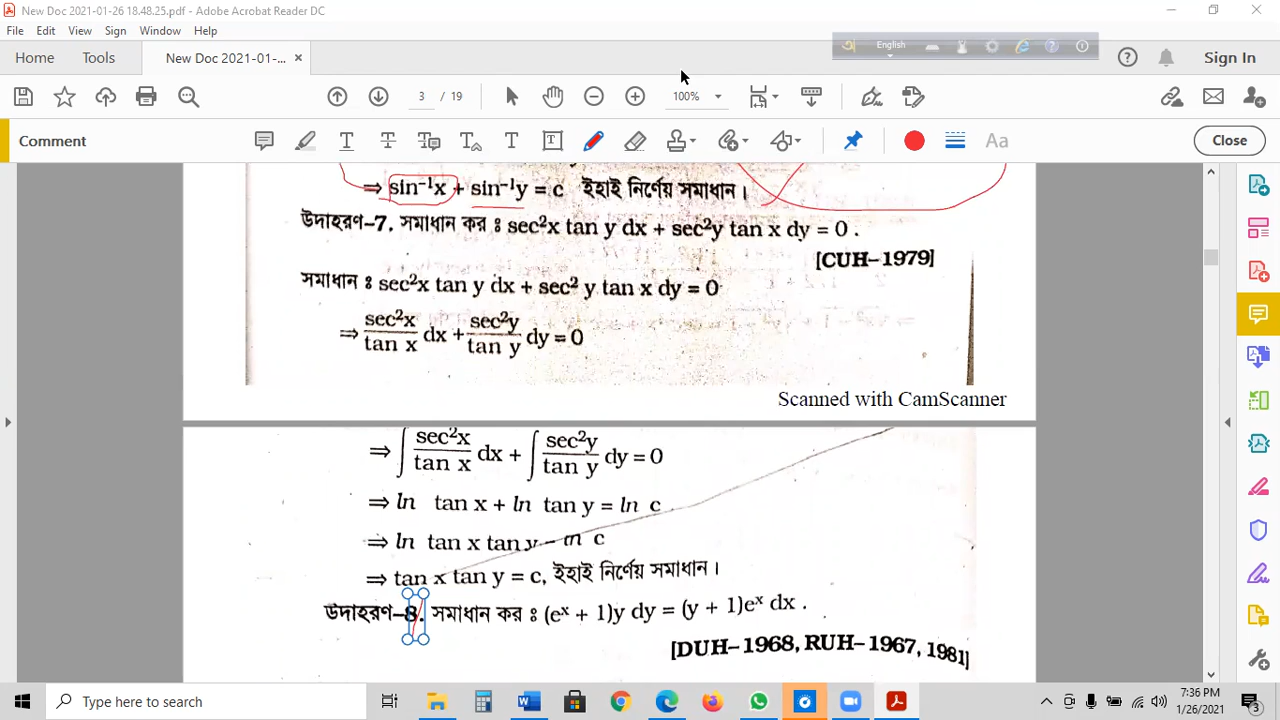 New Doc 2021-01-26 18.48.25.pdf - Adobe Acrobat Reader DC
File Edit View Sign Window Help
English
Home Tools New Doc 2021-01-... × Sign In
3 / 19 100%
Comment Aa Close
⇒ sin⁻¹x + sin⁻¹y = c ইহাই নির্ণেয় সমাধান।
উদাহরণ–7. সমাধান কর ঃ sec²x tan y dx + sec²y tan x dy = 0 .
[CUH–1979]
সমাধান ঃ sec²x tan y dx + sec² y tan x dy = 0
⇒ sec²x/tan x dx + sec²y/tan y dy = 0
Scanned with CamScanner
⇒ ∫ sec²x/tan x dx + ∫ sec²y/tan y dy = 0
⇒ ln tan x + ln tan y = ln c
⇒ ln tan x tan y = ln c
⇒ tan x tan y = c, ইহাই নির্ণেয় সমাধান।
উদাহরণ–8. সমাধান কর ঃ (eˣ + 1)y dy = (y + 1)eˣ dx .
[DUH–1968, RUH–1967, 1981]
Type here to search
7:36 PM
1/26/2021
3